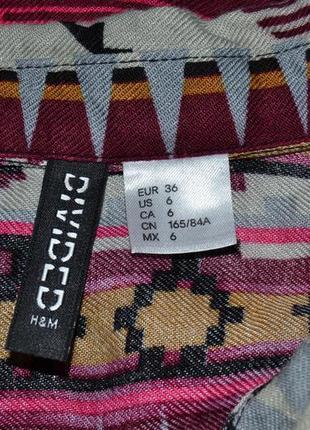 DIVIDED
H&M
EUR 36
US 6
CA 6
CN 165/84A
MX 6